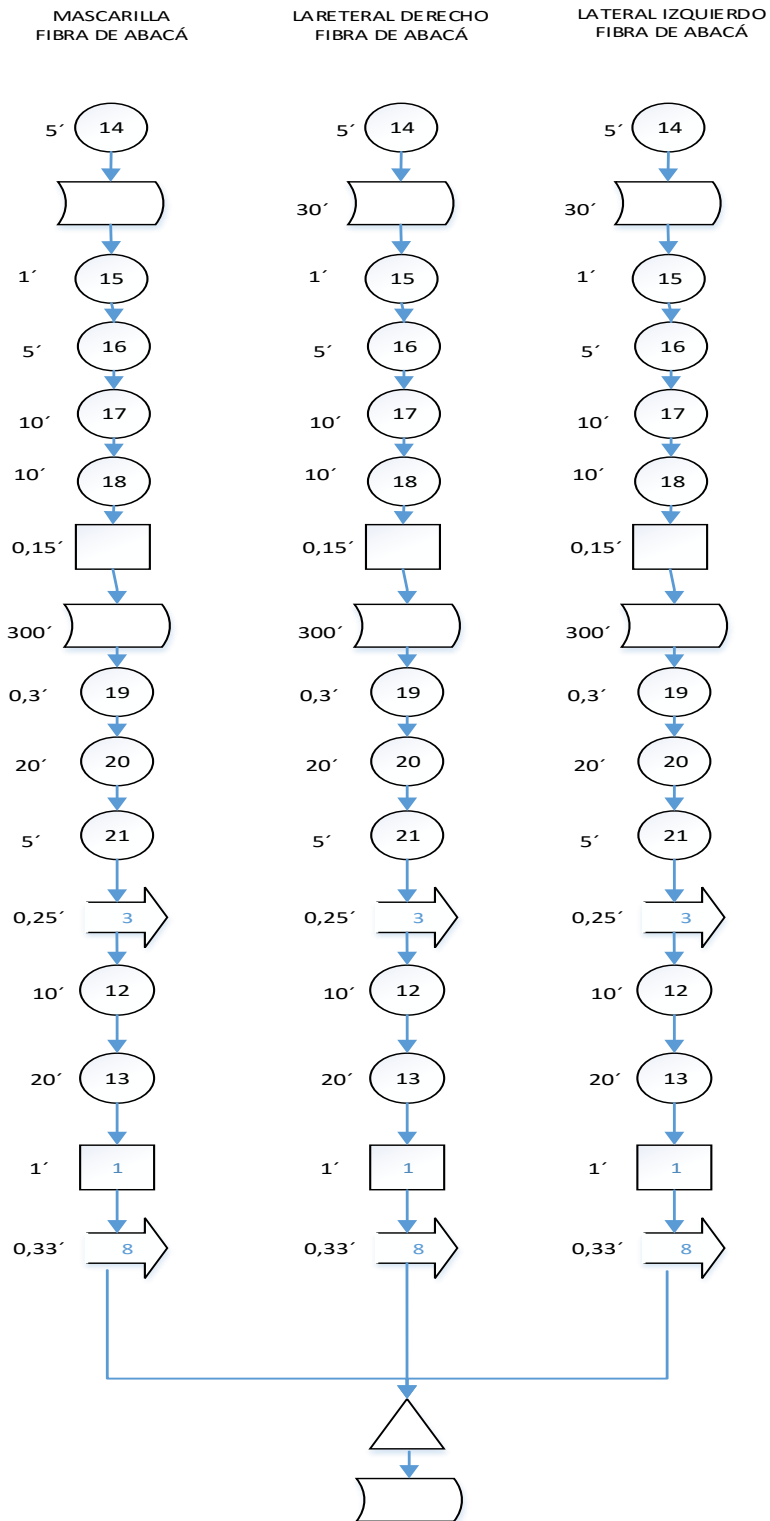 MASCARILLA
FIBRA DE ABACÁ
LARETERAL DERECHO
FIBRA DE ABACÁ
LATERAL IZQUIERDO
FIBRA DE ABACÁ
5´ 14 5´ 14 5´ 14
30´ 30´
1´ 15 1´ 15 1´ 15
5´ 16 5´ 16 5´ 16
10´ 17 10´ 17 10´ 17
10´ 18 10´ 18 10´ 18
0,15´ 0,15´ 0,15´
300´ 300´ 300´
0,3´ 19 0,3´ 19 0,3´ 19
20´ 20 20´ 20 20´ 20
5´ 21 5´ 21 5´ 21
0,25´ 3 0,25´ 3 0,25´ 3
10´ 12 10´ 12 10´ 12
20´ 13 20´ 13 20´ 13
1´ 1 1´ 1 1´ 1
0,33´ 8 0,33´ 8 0,33´ 8